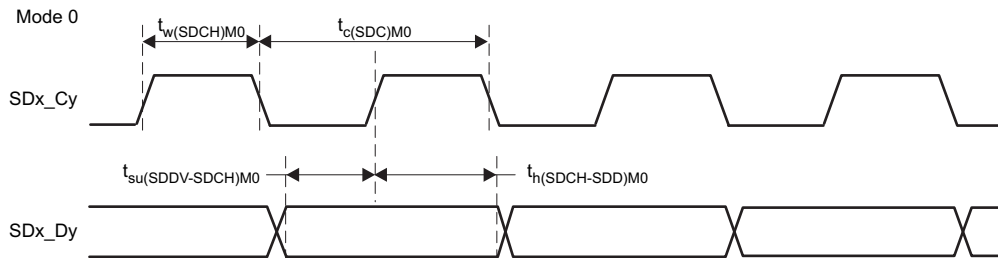 Mode 0
tw(SDCH)M0
tc(SDC)M0
SDx_Cy
tsu(SDDV-SDCH)M0
th(SDCH-SDD)M0
SDx_Dy